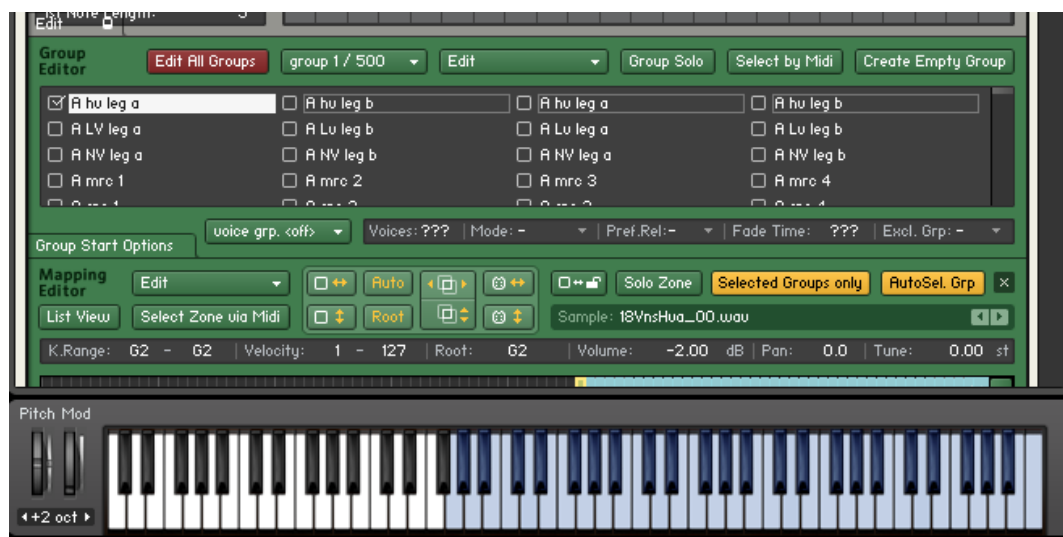 1st Note Length:
Edit
Group Editor Edit All Groups group 1 / 500 Edit Group Solo Select by Midi Create Empty Group
A hv leg a A hv leg b A hv leg a A hv leg b
A LV leg a A Lv leg b A Lv leg a A Lv leg b
A NV leg a A NV leg b A NV leg a A NV leg b
A mrc 1 A mrc 2 A mrc 3 A mrc 4
Group Start Options voice grp. <off> Voices: ??? | Mode: - | Pref.Rel:- | Fade Time: ??? | Excl. Grp: -
Mapping Editor Edit Auto Solo Zone Selected Groups only AutoSel. Grp ×
List View Select Zone via Midi Root Sample: 18VnsHva_00.wav
K.Range: G2 - G2 | Velocity: 1 - 127 | Root: G2 | Volume: -2.00 dB | Pan: 0.0 | Tune: 0.00 st
Pitch Mod
+2 oct